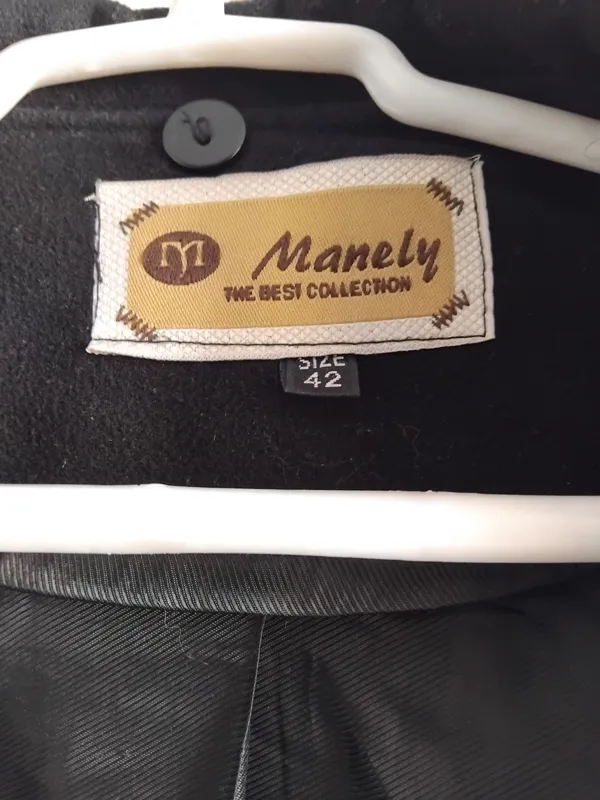 M
Manely
THE BEST COLLECTION
SIZE
42